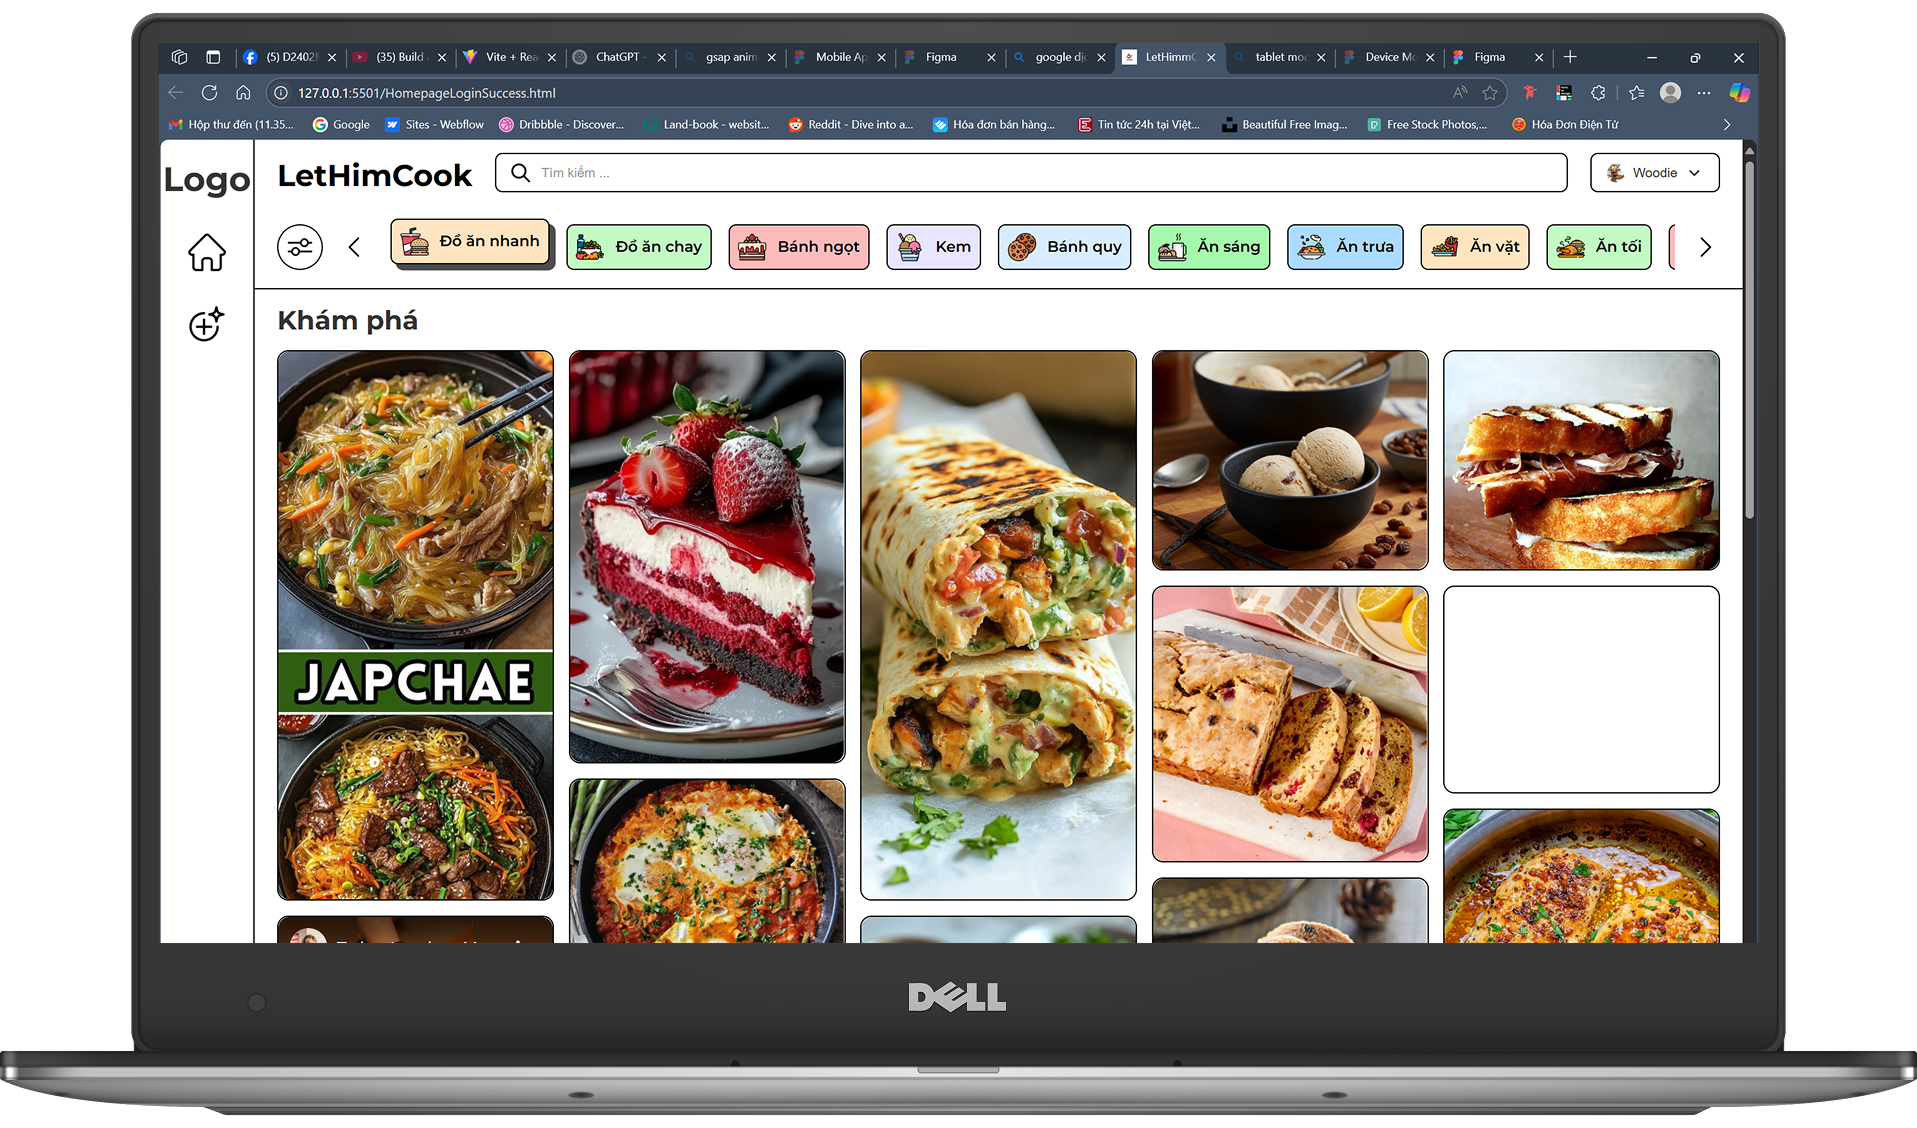 (5) D2402
(35) Build
Vite + Rea
ChatGPT -
gsap anim
Mobile Ap
Figma
google dịc
LetHimmC
tablet moc
Device Mo
Figma
127.0.0.1:5501/HomepageLoginSuccess.html
Hộp thư đến (11.35...
Google
Sites - Webflow
Dribbble - Discover...
Land-book - websit...
Reddit - Dive into a...
Hóa đơn bán hàng...
Tin tức 24h tại Việt...
Beautiful Free Imag...
Free Stock Photos,...
Hóa Đơn Điện Tử
Logo
LetHimCook
Tìm kiếm ...
Woodie
Đồ ăn nhanh
Đồ ăn chay
Bánh ngọt
Kem
Bánh quy
Ăn sáng
Ăn trưa
Ăn vặt
Ăn tối
Khám phá
JAPCHAE
DELL